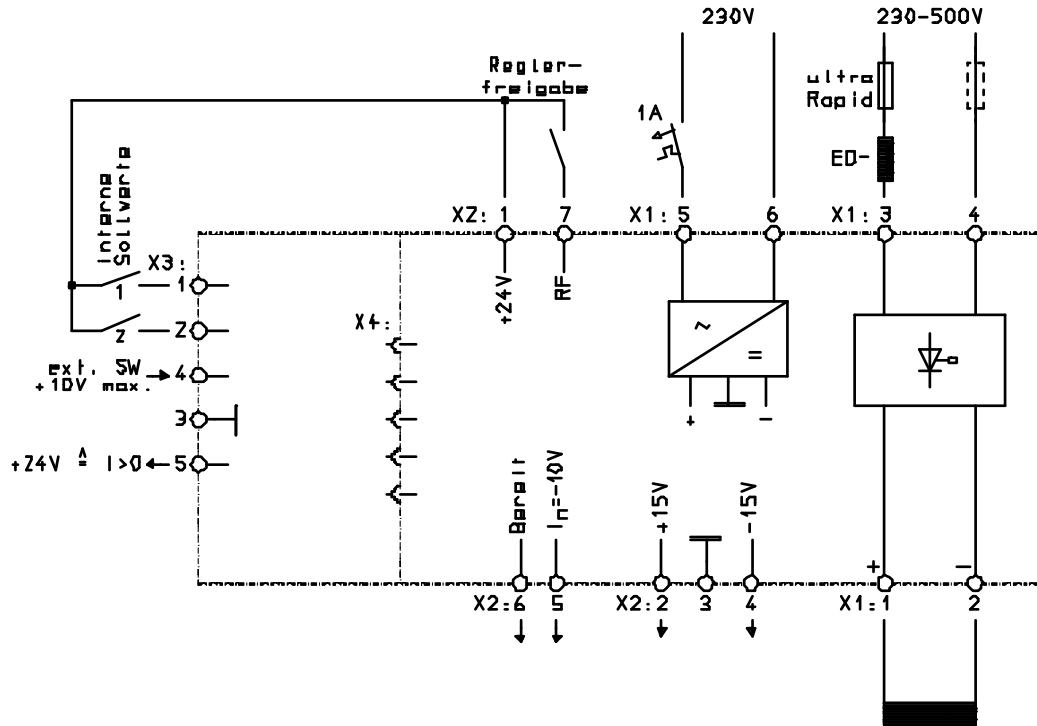 230V
230-500V
Regler-
freigabe
ultra
Rapid
1A
ED-
Interne
Sollwerte
X2: 1 7
X1: 5 6
X1: 3 4
X3:
1
1
2
2
+24V
RF
X4:
~
=
ext. SW
+10V max.
4
3
+ -
+24V ≙ I>0
5
Bereit
In=-10V
+15V
-15V
+ -
X2:6 5
X2:2 3 4
X1:1 2